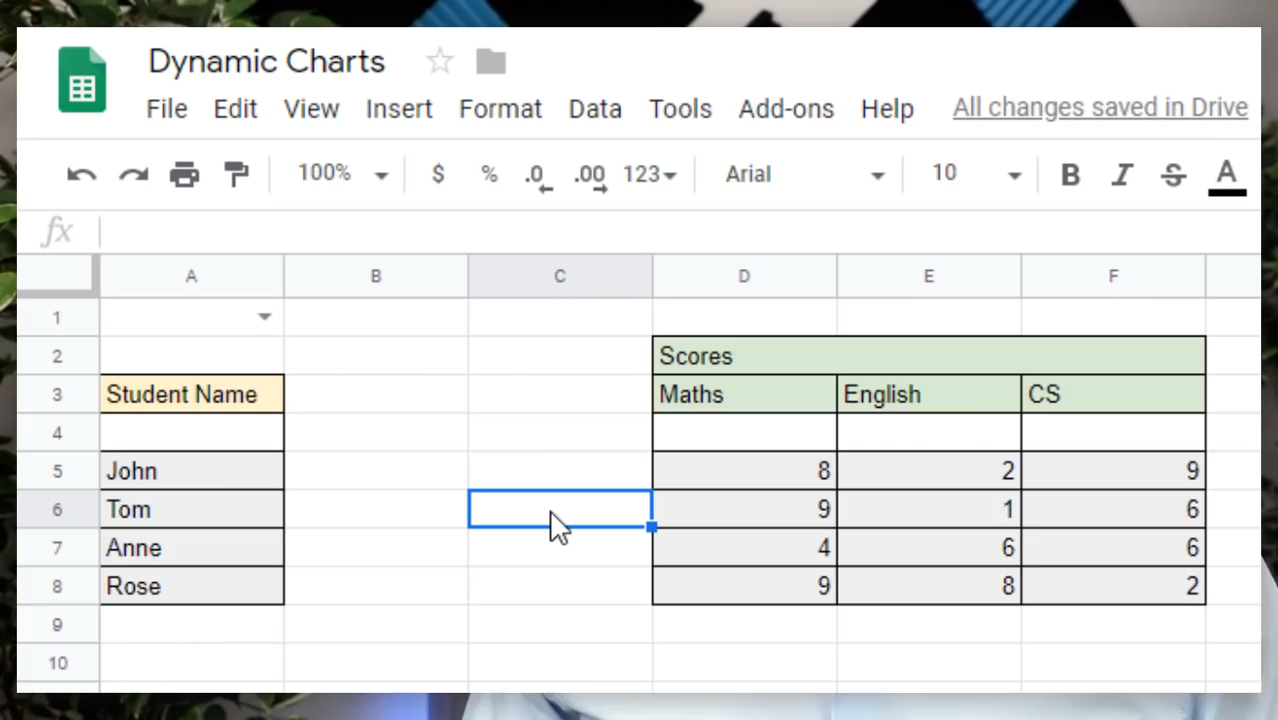 Dynamic Charts
File Edit View Insert Format Data Tools Add-ons Help All changes saved in Drive
100% $ % .0 .00 123 Arial 10 B I S A
fx
A B C D E F
1
2 Scores
3 Student Name Maths English CS
4
5 John 8 2 9
6 Tom 9 1 6
7 Anne 4 6 6
8 Rose 9 8 2
9
10